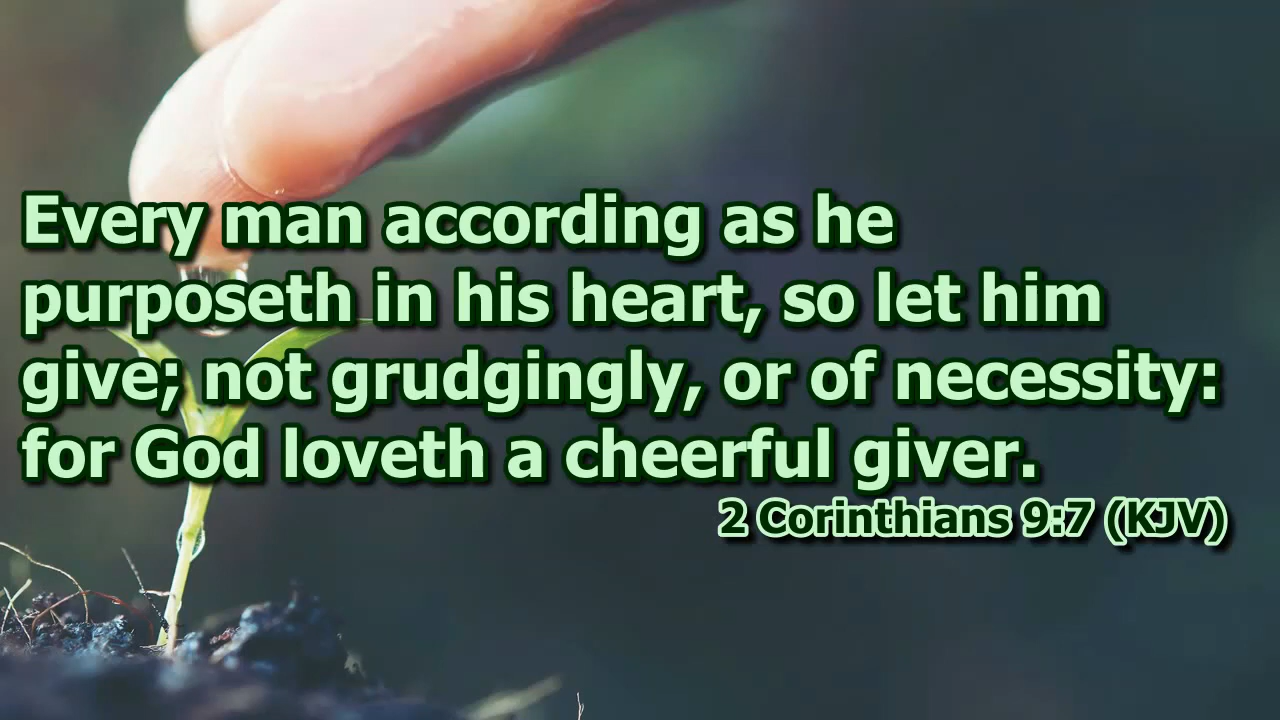 Every man according as he
purposeth in his heart, so let him
give; not grudgingly, or of necessity:
for God loveth a cheerful giver.
2 Corinthians 9:7 (KJV)